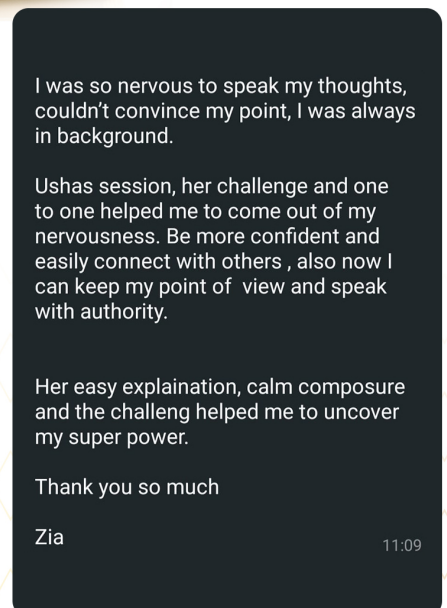 I was so nervous to speak my thoughts,
couldn’t convince my point, I was always
in background.
Ushas session, her challenge and one
to one helped me to come out of my
nervousness. Be more confident and
easily connect with others , also now I
can keep my point of  view and speak
with authority.
Her easy explaination, calm composure
and the challeng helped me to uncover
my super power.
Thank you so much
Zia
11:09